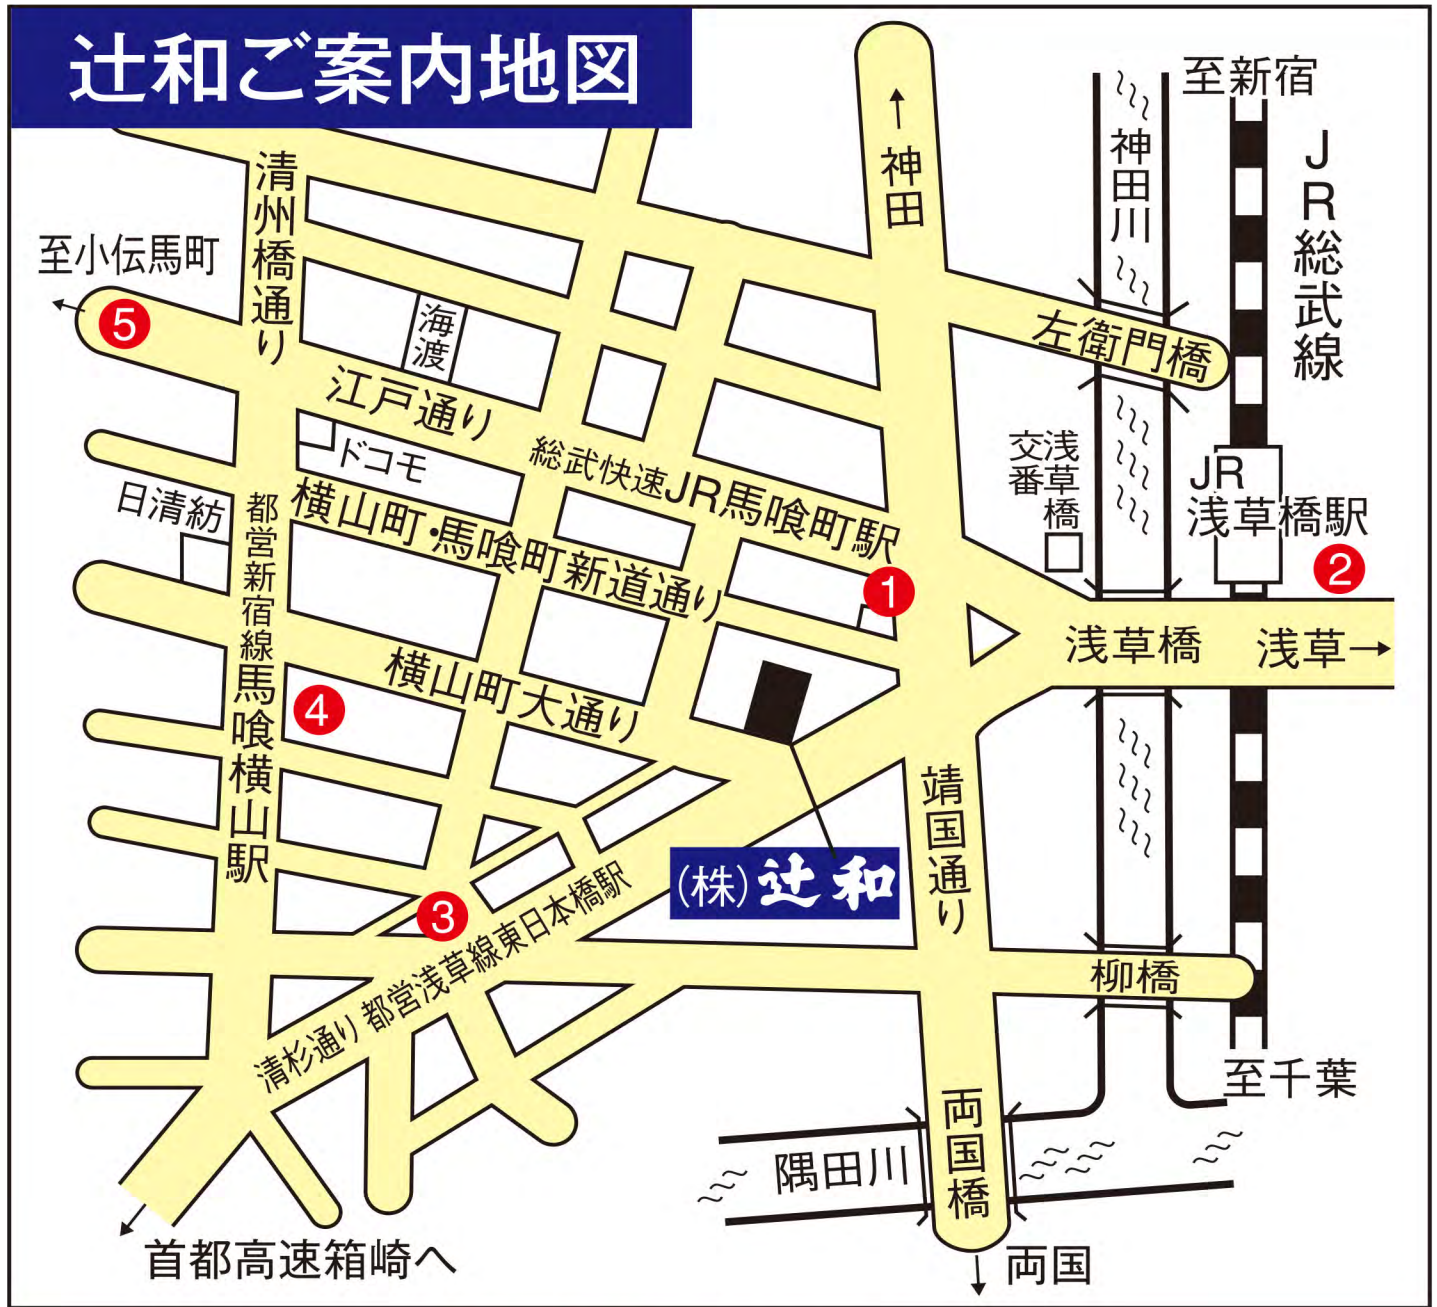 辻和ご案内地図
至新宿
JR総武線
神田川
神田
清州橋通り
至小伝馬町
5
海渡
左衛門橋
江戸通り
総武快速JR馬喰町駅
ドコモ
横山町・馬喰町新道通り
日清紡
浅草橋
交番
JR
浅草橋駅
1
2
都営新宿線馬喰横山駅
浅草橋
浅草
横山町大通り
4
靖国通り
(株)辻和
3
清杉通り 都営浅草線東日本橋駅
柳橋
至千葉
両国橋
隅田川
首都高速箱崎へ
両国